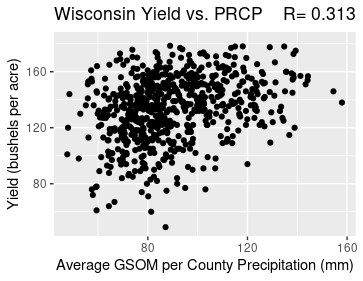 Wisconsin Yield vs. PRCP R= 0.313
160
120
80
Yield (bushels per acre)
80 120 160
Average GSOM per County Precipitation (mm)